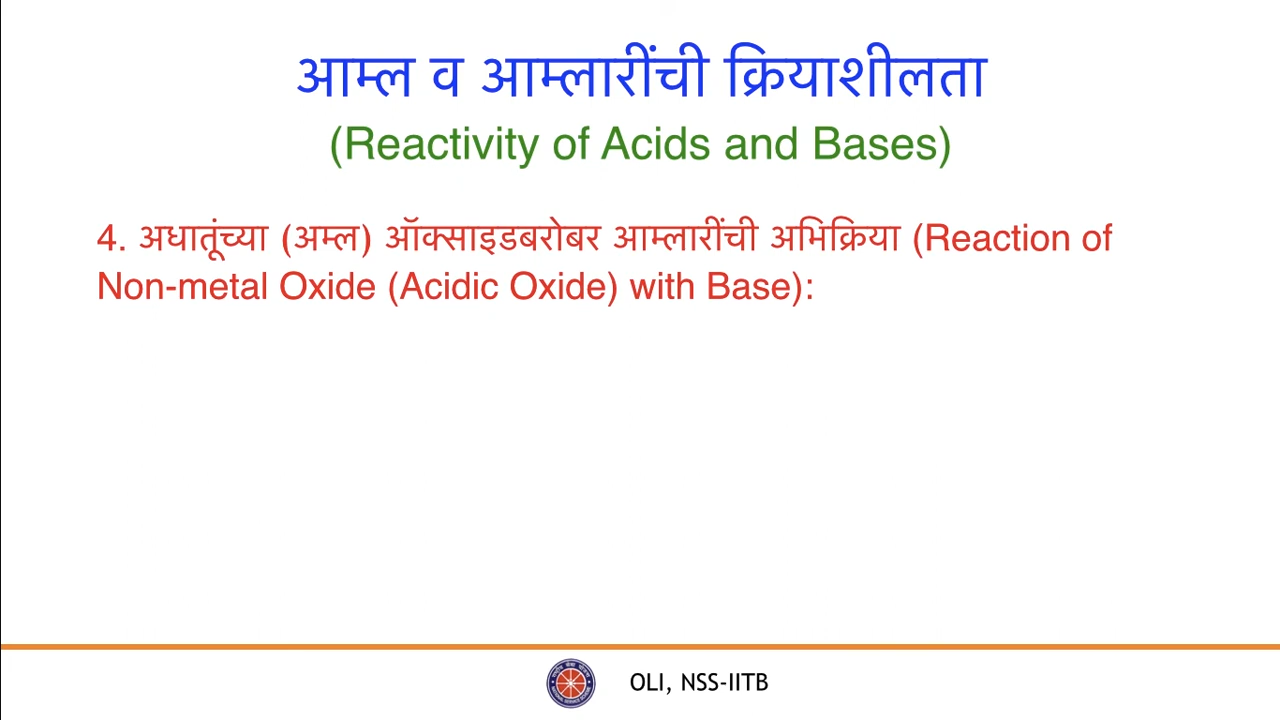 आम्ल व आम्लारींची क्रियाशीलता
(Reactivity of Acids and Bases)
4. अधातूंच्या (अम्ल) ऑक्साइडबरोबर आम्लारींची अभिक्रिया (Reaction of
Non-metal Oxide (Acidic Oxide) with Base):
OLI, NSS-IITB